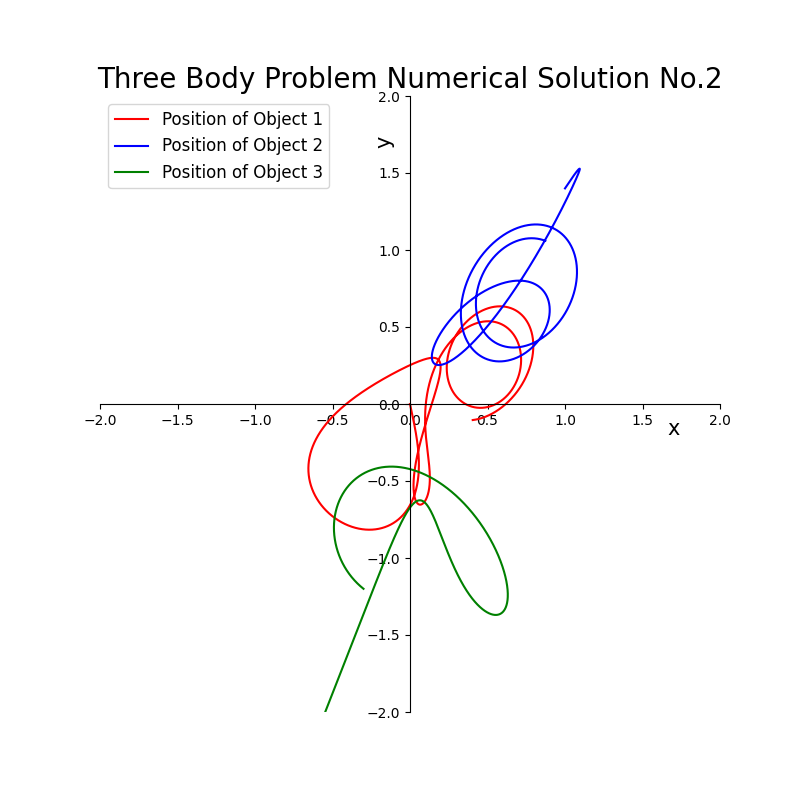 Three Body Problem Numerical Solution No.2
Position of Object 1
Position of Object 2
Position of Object 3
y
2.0
1.5
1.0
0.5
0.0
−0.5
−1.0
−1.5
−2.0
−2.0 −1.5 −1.0 −0.5 0.0 0.5 1.0 1.5 2.0
x